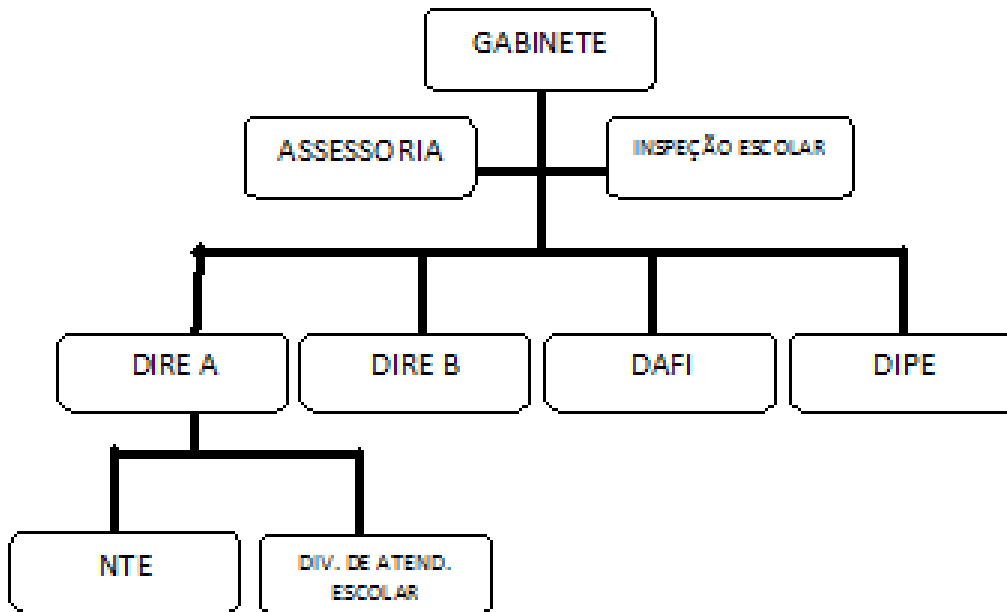 GABINETE
ASSESSORIA
INSPEÇÃO ESCOLAR
DIRE A
DIRE B
DAFI
DIPE
NTE
DIV. DE ATEND.
ESCOLAR